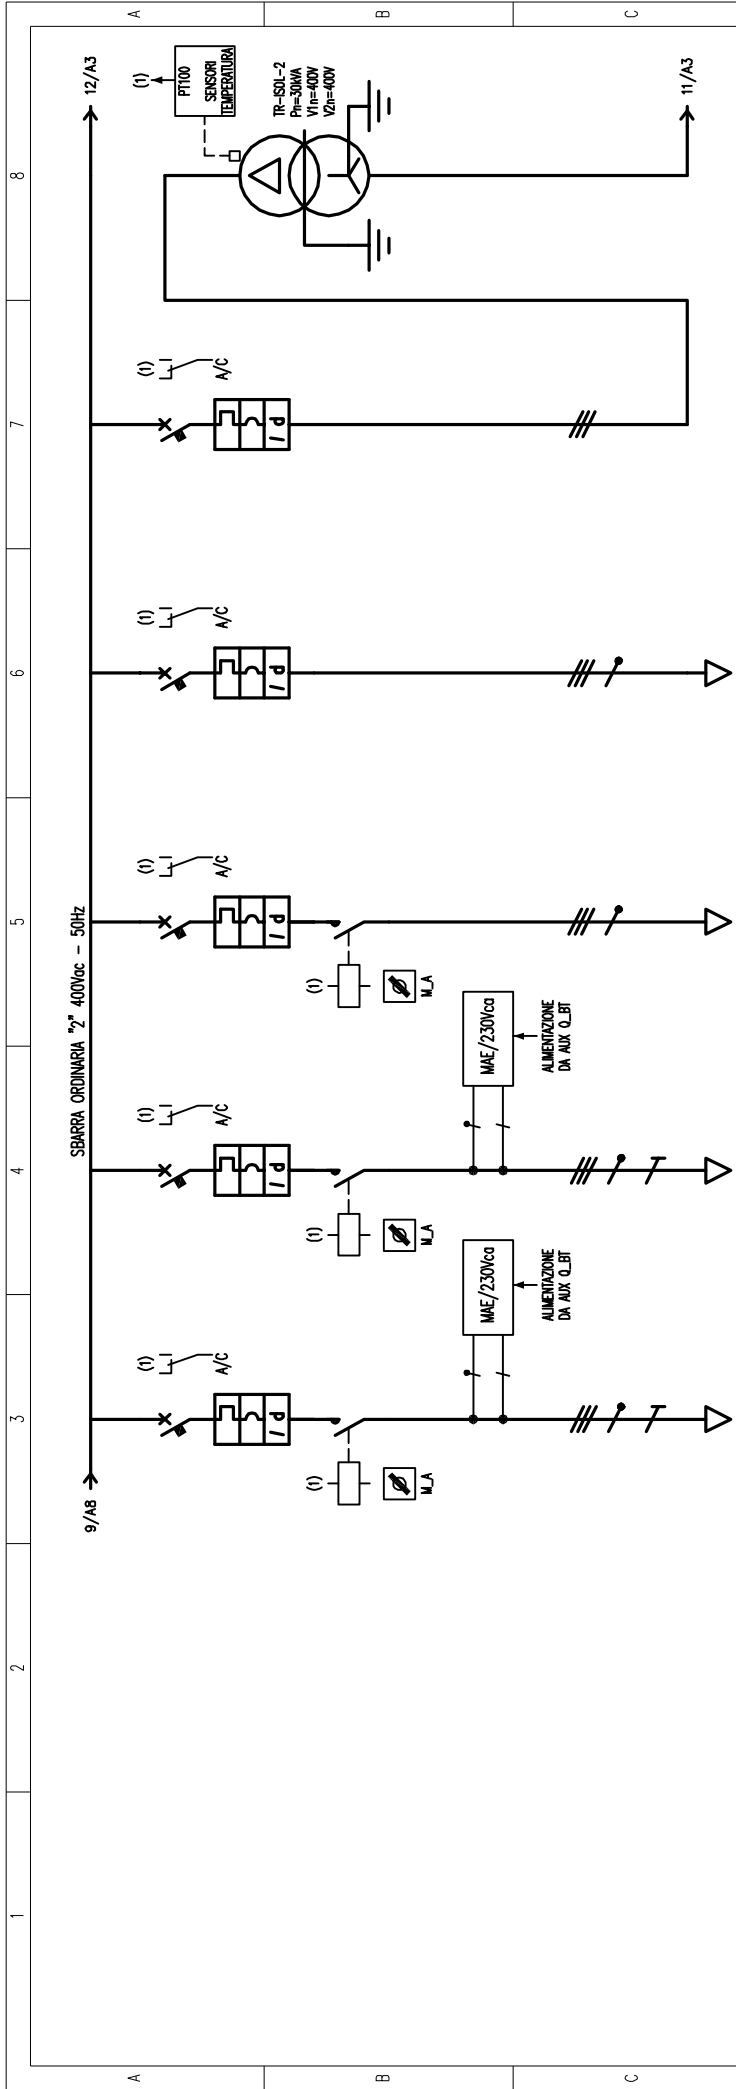 1
2
3
4
5
6
7
8
A
B
C
A
B
C
SBARRA ORDINARIA "2" 400Vac - 50Hz
9/A8
12/A3
(1)
A/C
I d
(1)
M_A
MAE/230Vca
ALIMENTAZIONE
DA AUX Q_BT
(1)
A/C
I d
(1)
M_A
MAE/230Vca
ALIMENTAZIONE
DA AUX Q_BT
(1)
A/C
I d
(1)
M_A
(1)
A/C
I d
(1)
A/C
I d
(1)
PT100
SENSORI
TEMPERATURA
TR-ISOL-2
Pn=30kVA
V1n=400V
V2n=400V
11/A3